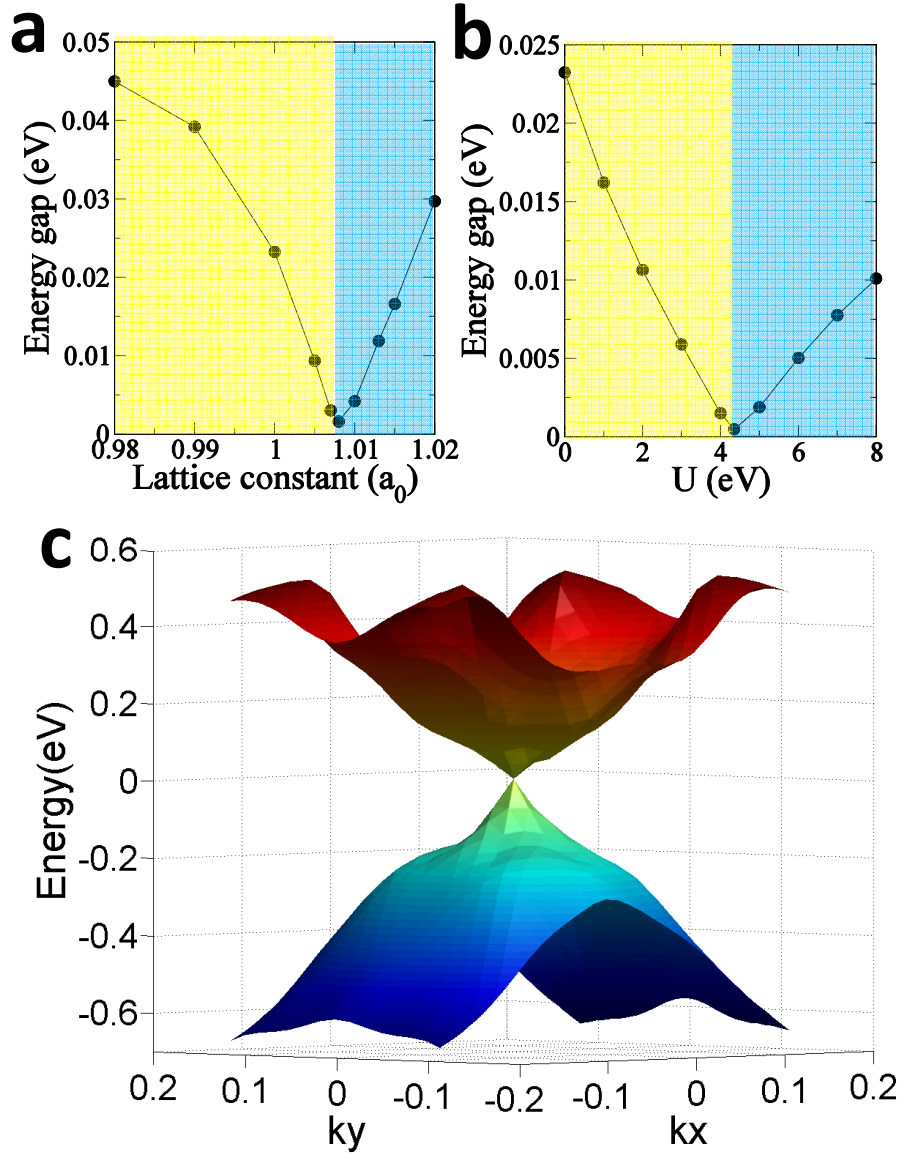 a
0.05
0.04
0.03
0.02
0.01
0
Energy gap (eV)
0.98 0.99 1 1.01 1.02
Lattice constant (a0)
b
0.025
0.02
0.015
0.01
0.005
0
Energy gap (eV)
0 2 4 6 8
U (eV)
c
0.6
0.4
0.2
0
-0.2
-0.4
-0.6
Energy(eV)
0.2 0.1 0 -0.1 -0.2 -0.1 0 0.1 0.2
ky kx